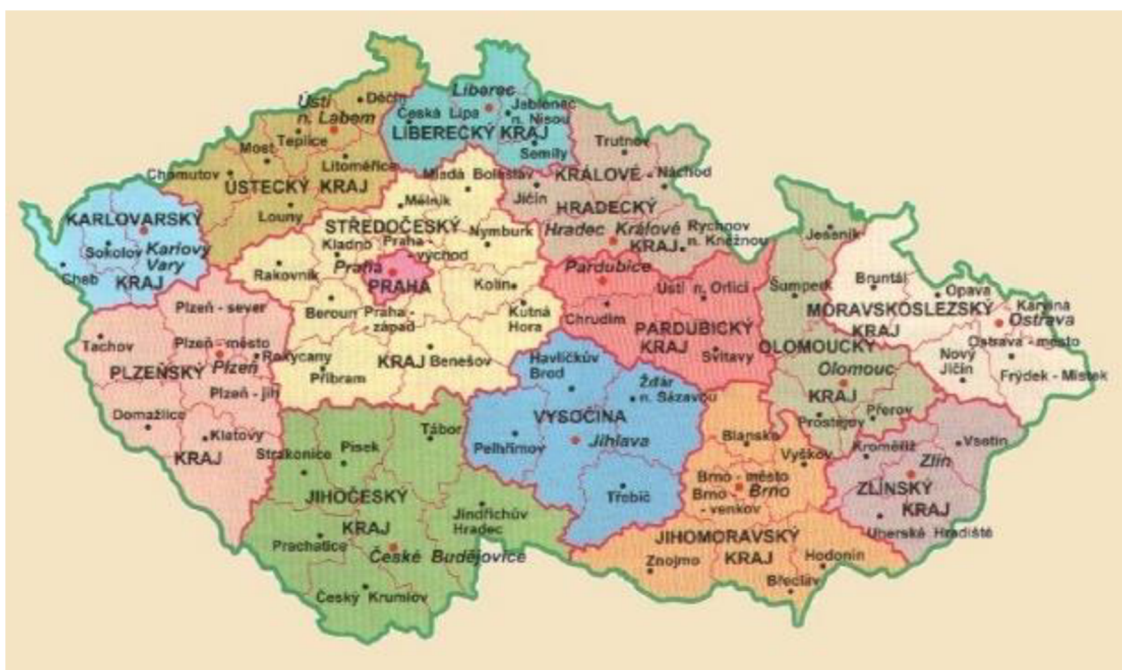 Ústí
n. Labem
Děčín
Teplice
Most
Chomutov
Litoměřice
ÚSTECKÝ KRAJ
Louny
Liberec
Česká Lípa
Jablonec
n. Nisou
LIBERECKÝ KRAJ
Semily
Trutnov
KRÁLOVÉ -
Náchod
Jičín
HRADECKÝ
Hradec Králové
KRAJ
Rychnov
n. Kněžnou
KARLOVARSKÝ
Sokolov
Karlovy
Vary
Cheb
KRAJ
Mladá Boleslav
Mělník
STŘEDOČESKÝ
Nymburk
Kladno
Praha -
východ
Rakovník
Praha
PRAHA
Kolín
Beroun
Praha -
západ
Kutná
Hora
KRAJ
Benešov
Příbram
Pardubice
Ústí n. Orlicí
Chrudim
PARDUBICKÝ
KRAJ
Svitavy
Jeseník
Šumperk
OLOMOUCKÝ
Olomouc
KRAJ
Prostějov
Přerov
Bruntál
Opava
MORAVSKOSLEZSKÝ
KRAJ
Karviná
Ostrava
Ostrava - město
Nový
Jičín
Frýdek - Místek
Plzeň - sever
Tachov
Plzeň - město
PLZEŇSKÝ
Plzeň
Rokycany
Plzeň - jih
Domažlice
Klatovy
KRAJ
Havlíčkův
Brod
Žďár
n. Sázavou
VYSOČINA
Pelhřimov
Jihlava
Třebíč
Tábor
Písek
Strakonice
JIHOČESKÝ
KRAJ
Jindřichův
Hradec
Prachatice
České Budějovice
Český Krumlov
Blansko
Vyškov
Brno - město
Brno
Brno
- venkov
JIHOMORAVSKÝ
KRAJ
Znojmo
Hodonín
Břeclav
Kroměříž
Vsetín
Zlín
ZLÍNSKÝ
KRAJ
Uherské Hradiště